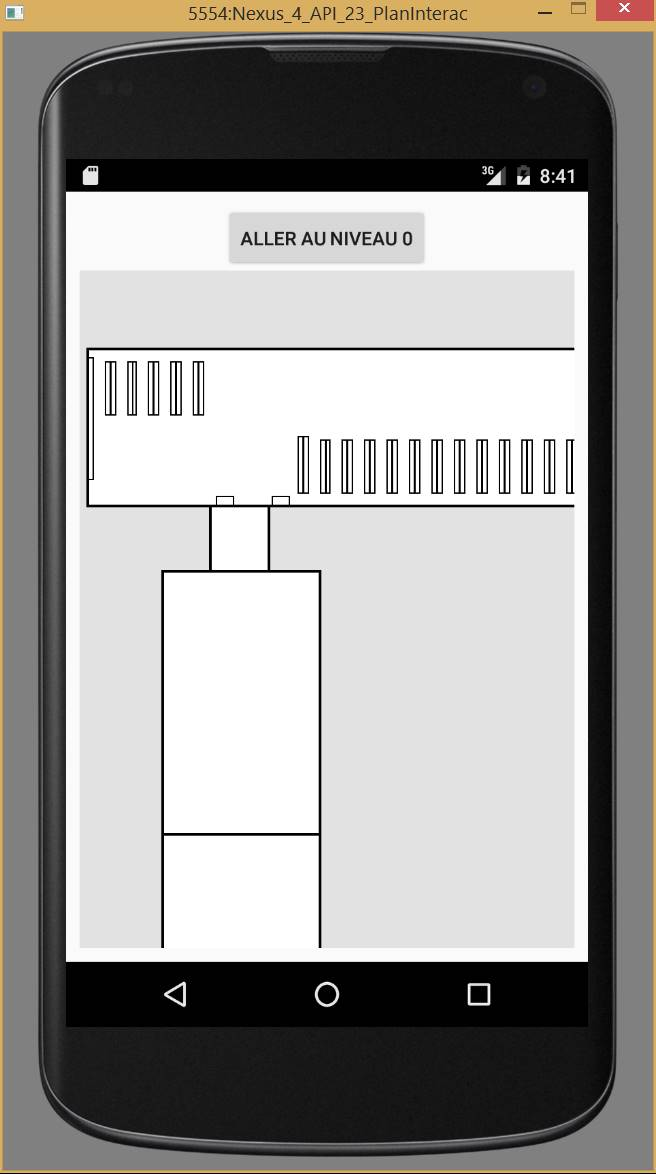 5554:Nexus_4_API_23_PlanInterac
3G 8:41
ALLER AU NIVEAU 0